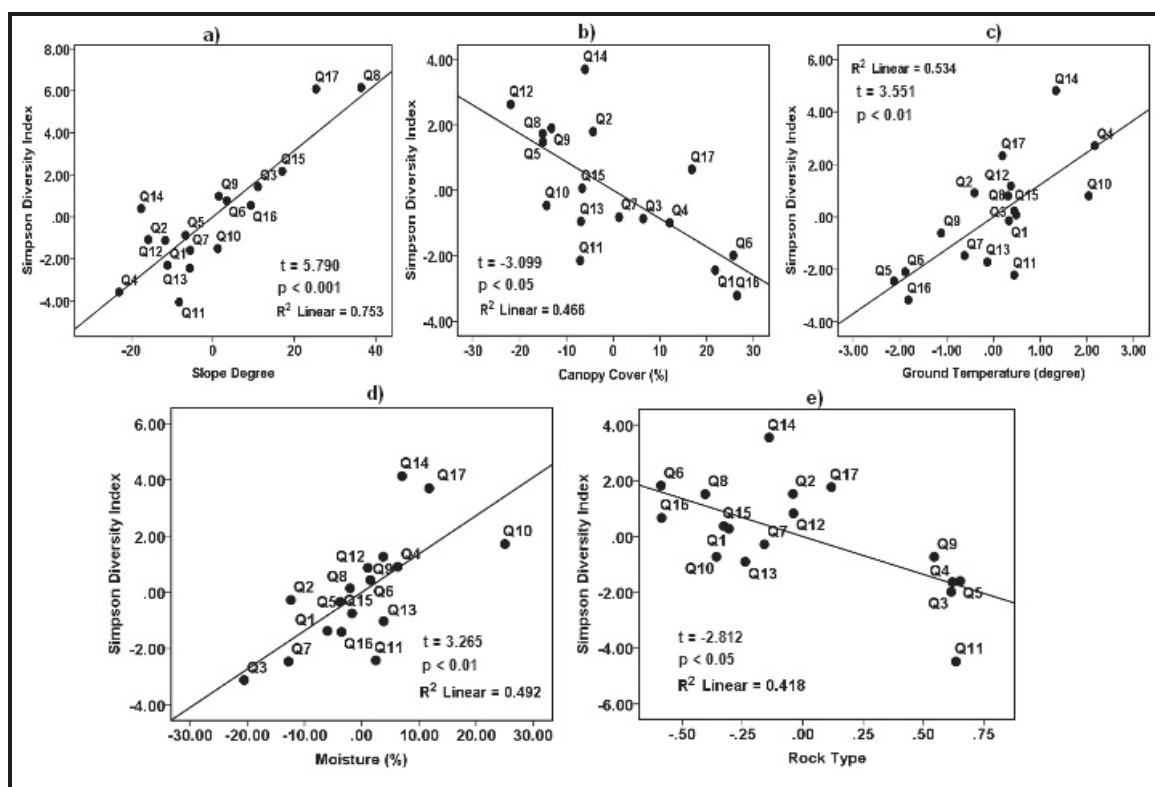 a)
Simpson Diversity Index
8.00
6.00
4.00
2.00
.00
-2.00
-4.00
Q17
Q8
Q15
Q3
Q9
Q14
Q6
Q16
Q2
Q5
Q7
Q10
Q12
Q1
Q13
Q4
Q11
t = 5.790
p < 0.001
R² Linear = 0.753
-20
0
20
40
Slope Degree
b)
Simpson Diversity Index
4.00
2.00
.00
-2.00
-4.00
Q14
Q12
Q8
Q9
Q2
Q5
Q17
Q15
Q10
Q13
Q7
Q3
Q4
Q11
Q6
Q1
Q16
t = -3.099
p < 0.05
R² Linear = 0.466
-30
-20
-10
0
10
20
30
Canopy Cover (%)
c)
Simpson Diversity Index
6.00
4.00
2.00
.00
-2.00
-4.00
R² Linear = 0.534
t = 3.551
p < 0.01
Q14
Q4
Q17
Q12
Q2
Q8
Q15
Q10
Q3
Q9
Q1
Q7
Q13
Q6
Q11
Q5
Q16
-3.00
-2.00
-1.00
.00
1.00
2.00
3.00
Ground Temperature (degree)
d)
Simpson Diversity Index
6.00
4.00
2.00
.00
-2.00
-4.00
Q14
Q17
Q10
Q12
Q4
Q9
Q8
Q2
Q6
Q5
Q15
Q1
Q13
Q16
Q11
Q7
Q3
t = 3.265
p < 0.01
R² Linear = 0.492
-30.00
-20.00
-10.00
.00
10.00
20.00
30.00
Moisture (%)
e)
Simpson Diversity Index
4.00
2.00
.00
-2.00
-4.00
-6.00
Q14
Q6
Q8
Q2
Q17
Q16
Q15
Q12
Q1
Q7
Q10
Q13
Q9
Q4
Q5
Q3
Q11
t = -2.812
p < 0.05
R² Linear = 0.418
-.50
-.25
.00
.25
.50
.75
Rock Type